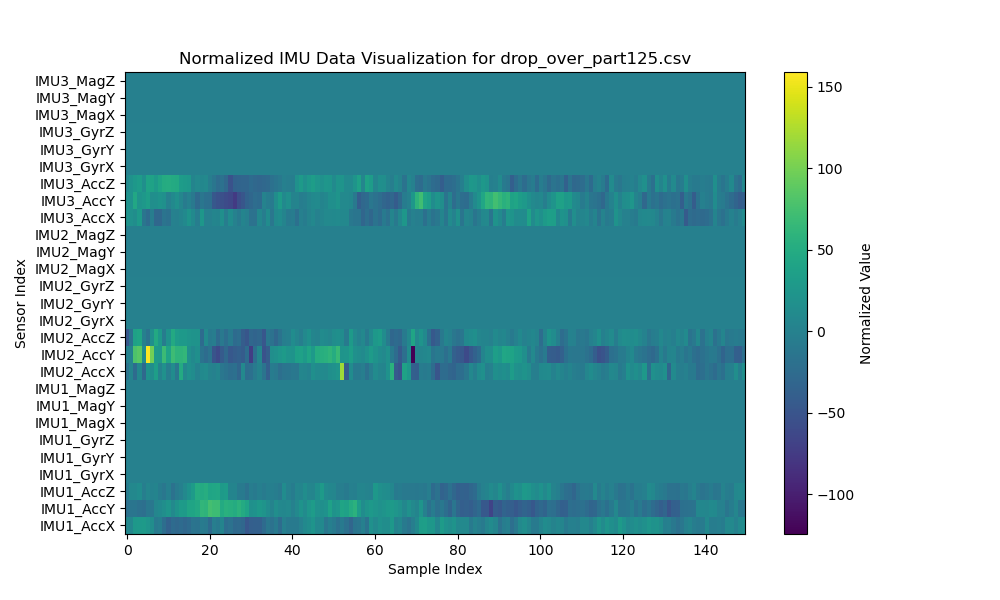 Normalized IMU Data Visualization for drop_over_part125.csv
IMU3_MagZ
IMU3_MagY
IMU3_MagX
IMU3_GyrZ
IMU3_GyrY
IMU3_GyrX
IMU3_AccZ
IMU3_AccY
IMU3_AccX
IMU2_MagZ
IMU2_MagY
IMU2_MagX
IMU2_GyrZ
IMU2_GyrY
IMU2_GyrX
IMU2_AccZ
IMU2_AccY
IMU2_AccX
IMU1_MagZ
IMU1_MagY
IMU1_MagX
IMU1_GyrZ
IMU1_GyrY
IMU1_GyrX
IMU1_AccZ
IMU1_AccY
IMU1_AccX
Sensor Index
0 20 40 60 80 100 120 140
Sample Index
150
100
50
0
−50
−100
Normalized Value